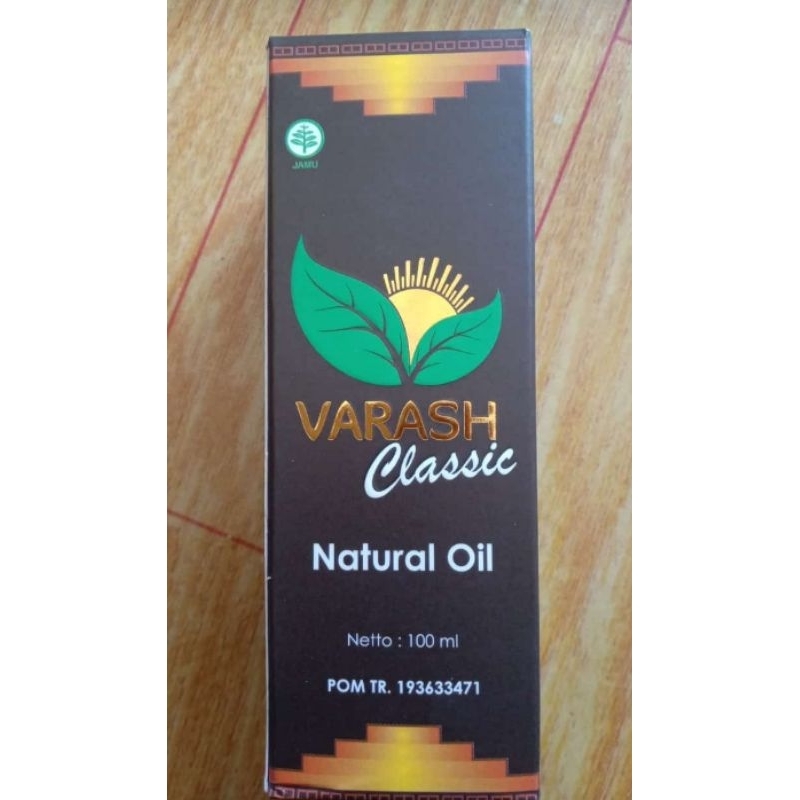 JAMU
VARASH
Classic
Natural Oil
Netto : 100 ml
POM TR. 193633471